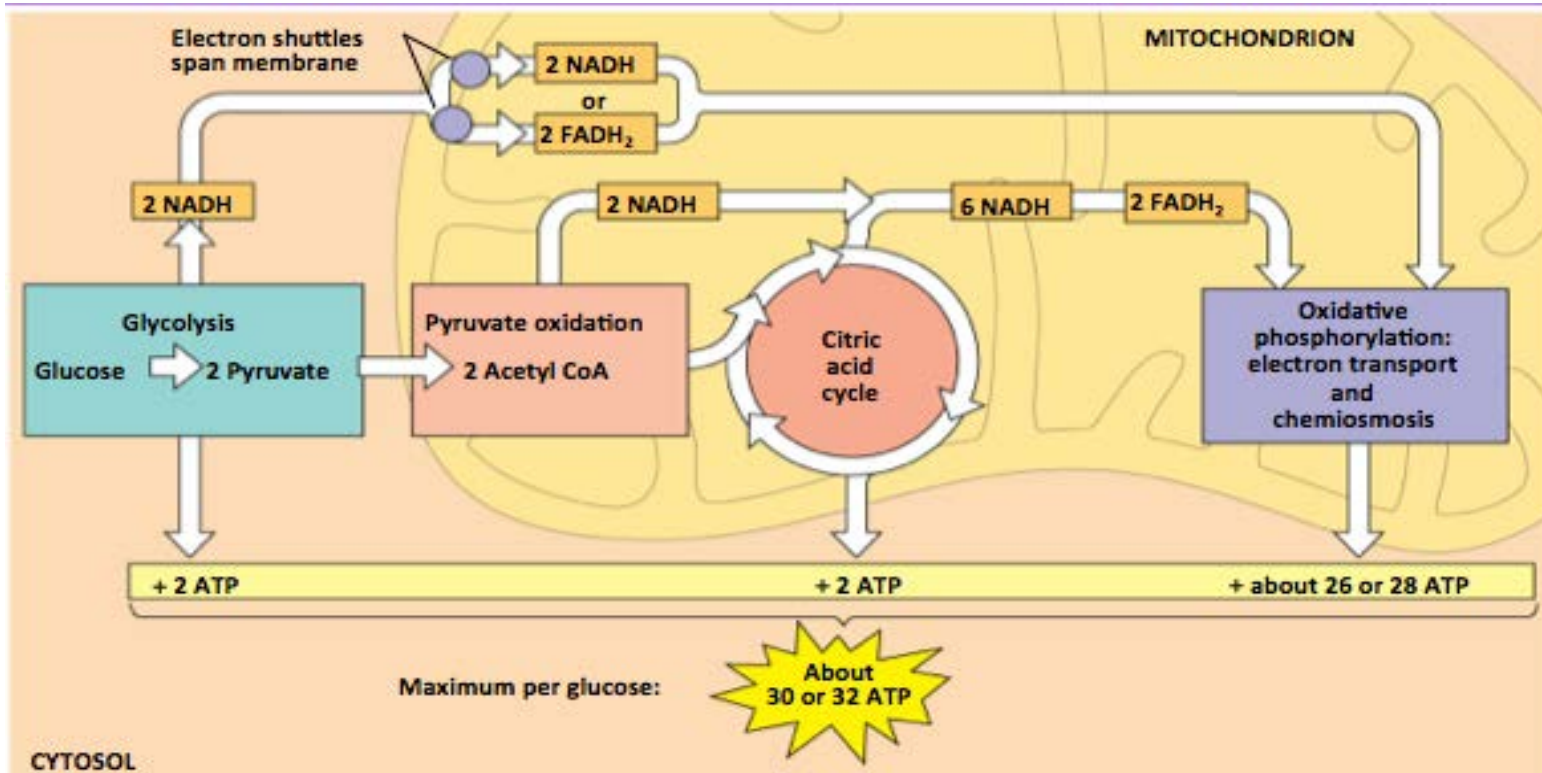 Electron shuttles
span membrane
MITOCHONDRION
2 NADH
or
2 FADH₂
2 NADH
2 NADH
6 NADH
2 FADH₂
Glycolysis
Glucose
2 Pyruvate
Pyruvate oxidation
2 Acetyl CoA
Citric
acid
cycle
Oxidative
phosphorylation:
electron transport
and
chemiosmosis
+ 2 ATP
+ 2 ATP
+ about 26 or 28 ATP
Maximum per glucose:
About
30 or 32 ATP
CYTOSOL